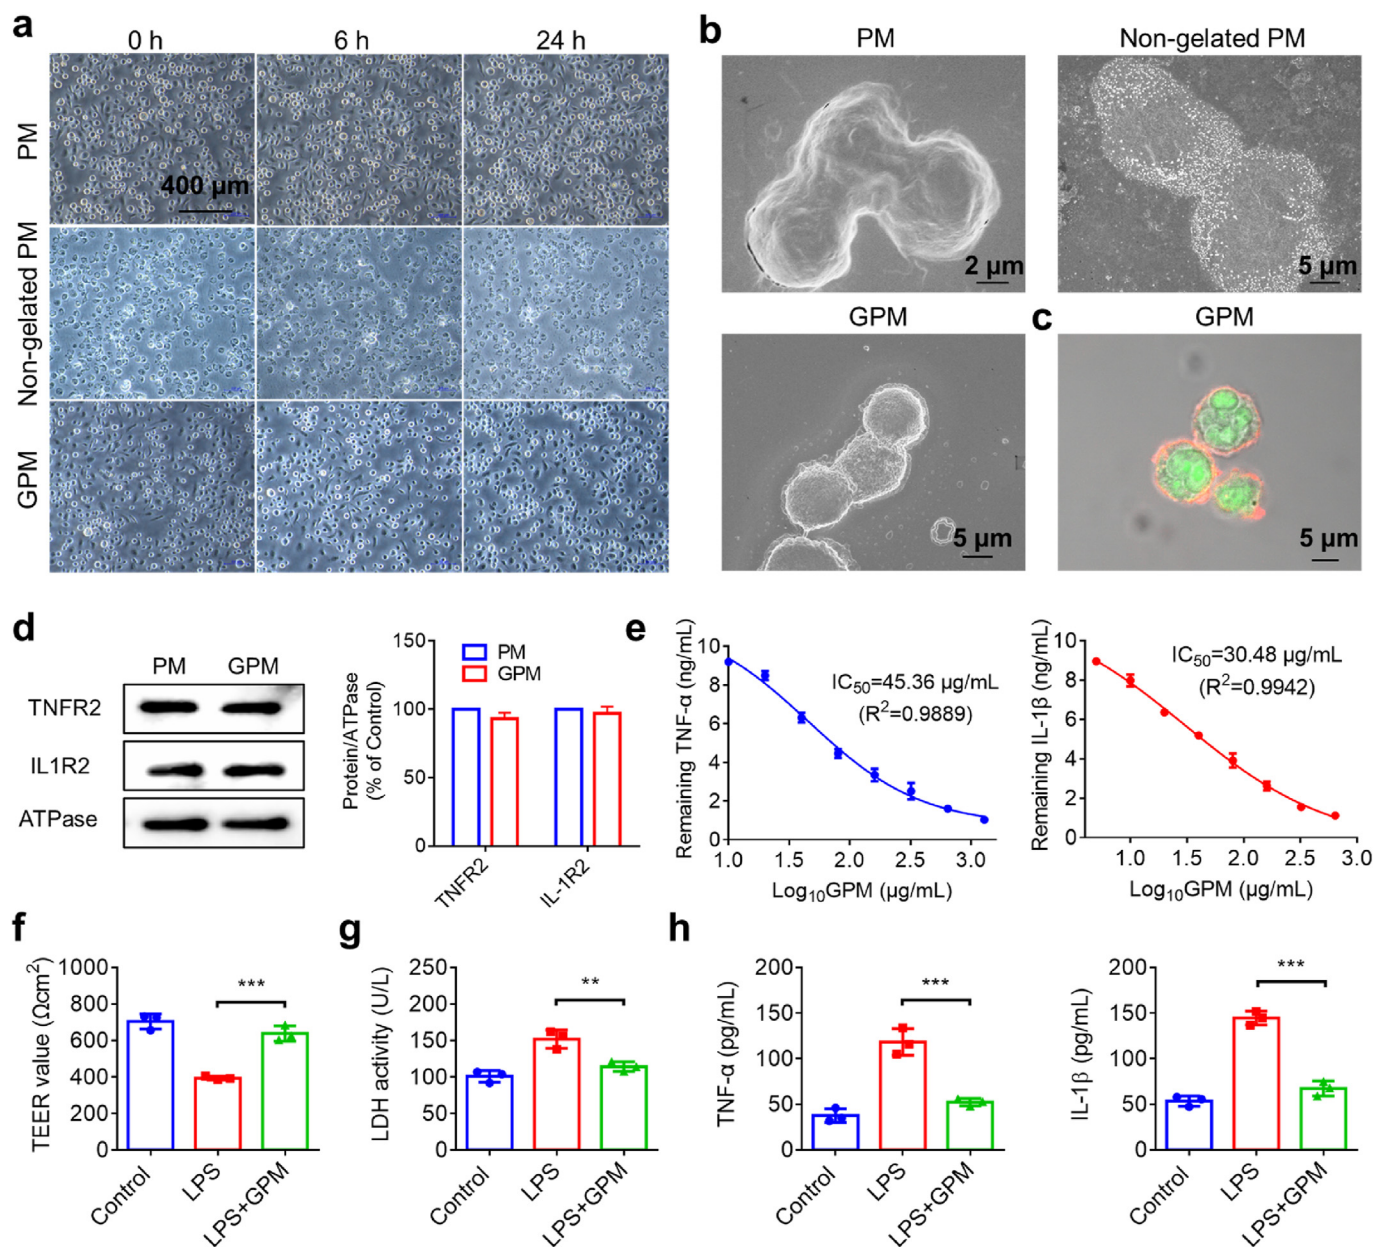 a
0 h
6 h
24 h
PM
400 μm
Non-gelated PM
GPM
b
PM
Non-gelated PM
2 μm
5 μm
GPM
5 μm
c
GPM
5 μm
d
PM
GPM
TNFR2
IL1R2
ATPase
Protein/ATPase
(% of Control)
150
100
50
0
PM
GPM
TNFR2
IL-1R2
e
Remaining TNF-α (ng/mL)
10
8
6
4
2
0
IC50=45.36 μg/mL
(R2=0.9889)
1.0
1.5
2.0
2.5
3.0
Log10GPM (μg/mL)
Remaining IL-1β (ng/mL)
10
8
6
4
2
0
IC50=30.48 μg/mL
(R2=0.9942)
1.0
1.5
2.0
2.5
3.0
Log10GPM (μg/mL)
f
TEER value (Ωcm2)
1000
800
600
400
200
0
***
Control
LPS
LPS+GPM
g
LDH activity (U/L)
250
200
150
100
50
0
**
Control
LPS
LPS+GPM
h
TNF-α (pg/mL)
200
150
100
50
0
***
Control
LPS
LPS+GPM
IL-1β (pg/mL)
200
150
100
50
0
***
Control
LPS
LPS+GPM